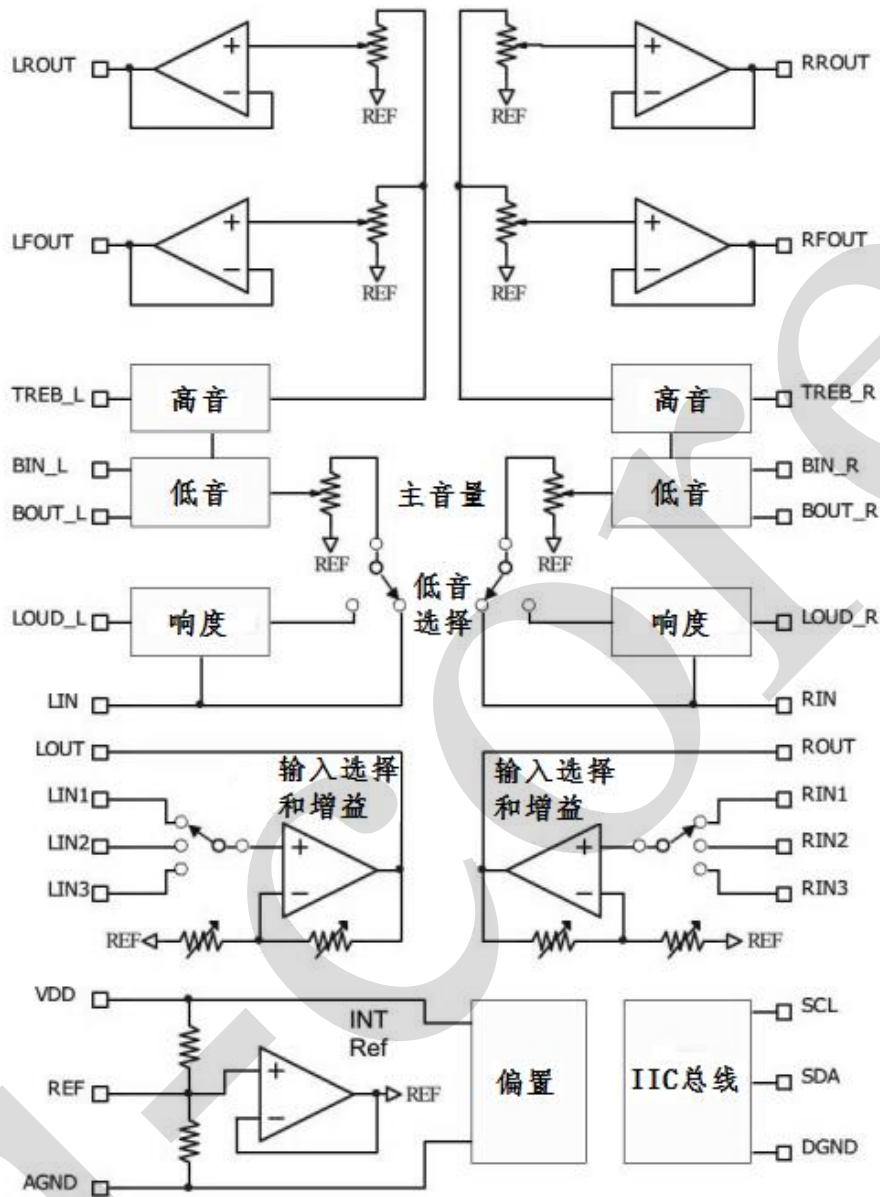 LROUT
RROUT
REF
REF
LFOUT
RFOUT
REF
REF
TREB_L
高音
高音
TREB_R
BIN_L
BIN_R
低音
主音量
低音
BOUT_L
BOUT_R
REF
REF
低音
选择
LOUD_L
响度
响度
LOUD_R
LIN
RIN
LOUT
ROUT
输入选择
和增益
输入选择
和增益
LIN1
RIN1
LIN2
RIN2
LIN3
RIN3
REF
REF
VDD
INT
Ref
SCL
REF
REF
偏置
IIC总线
SDA
AGND
DGND
-core